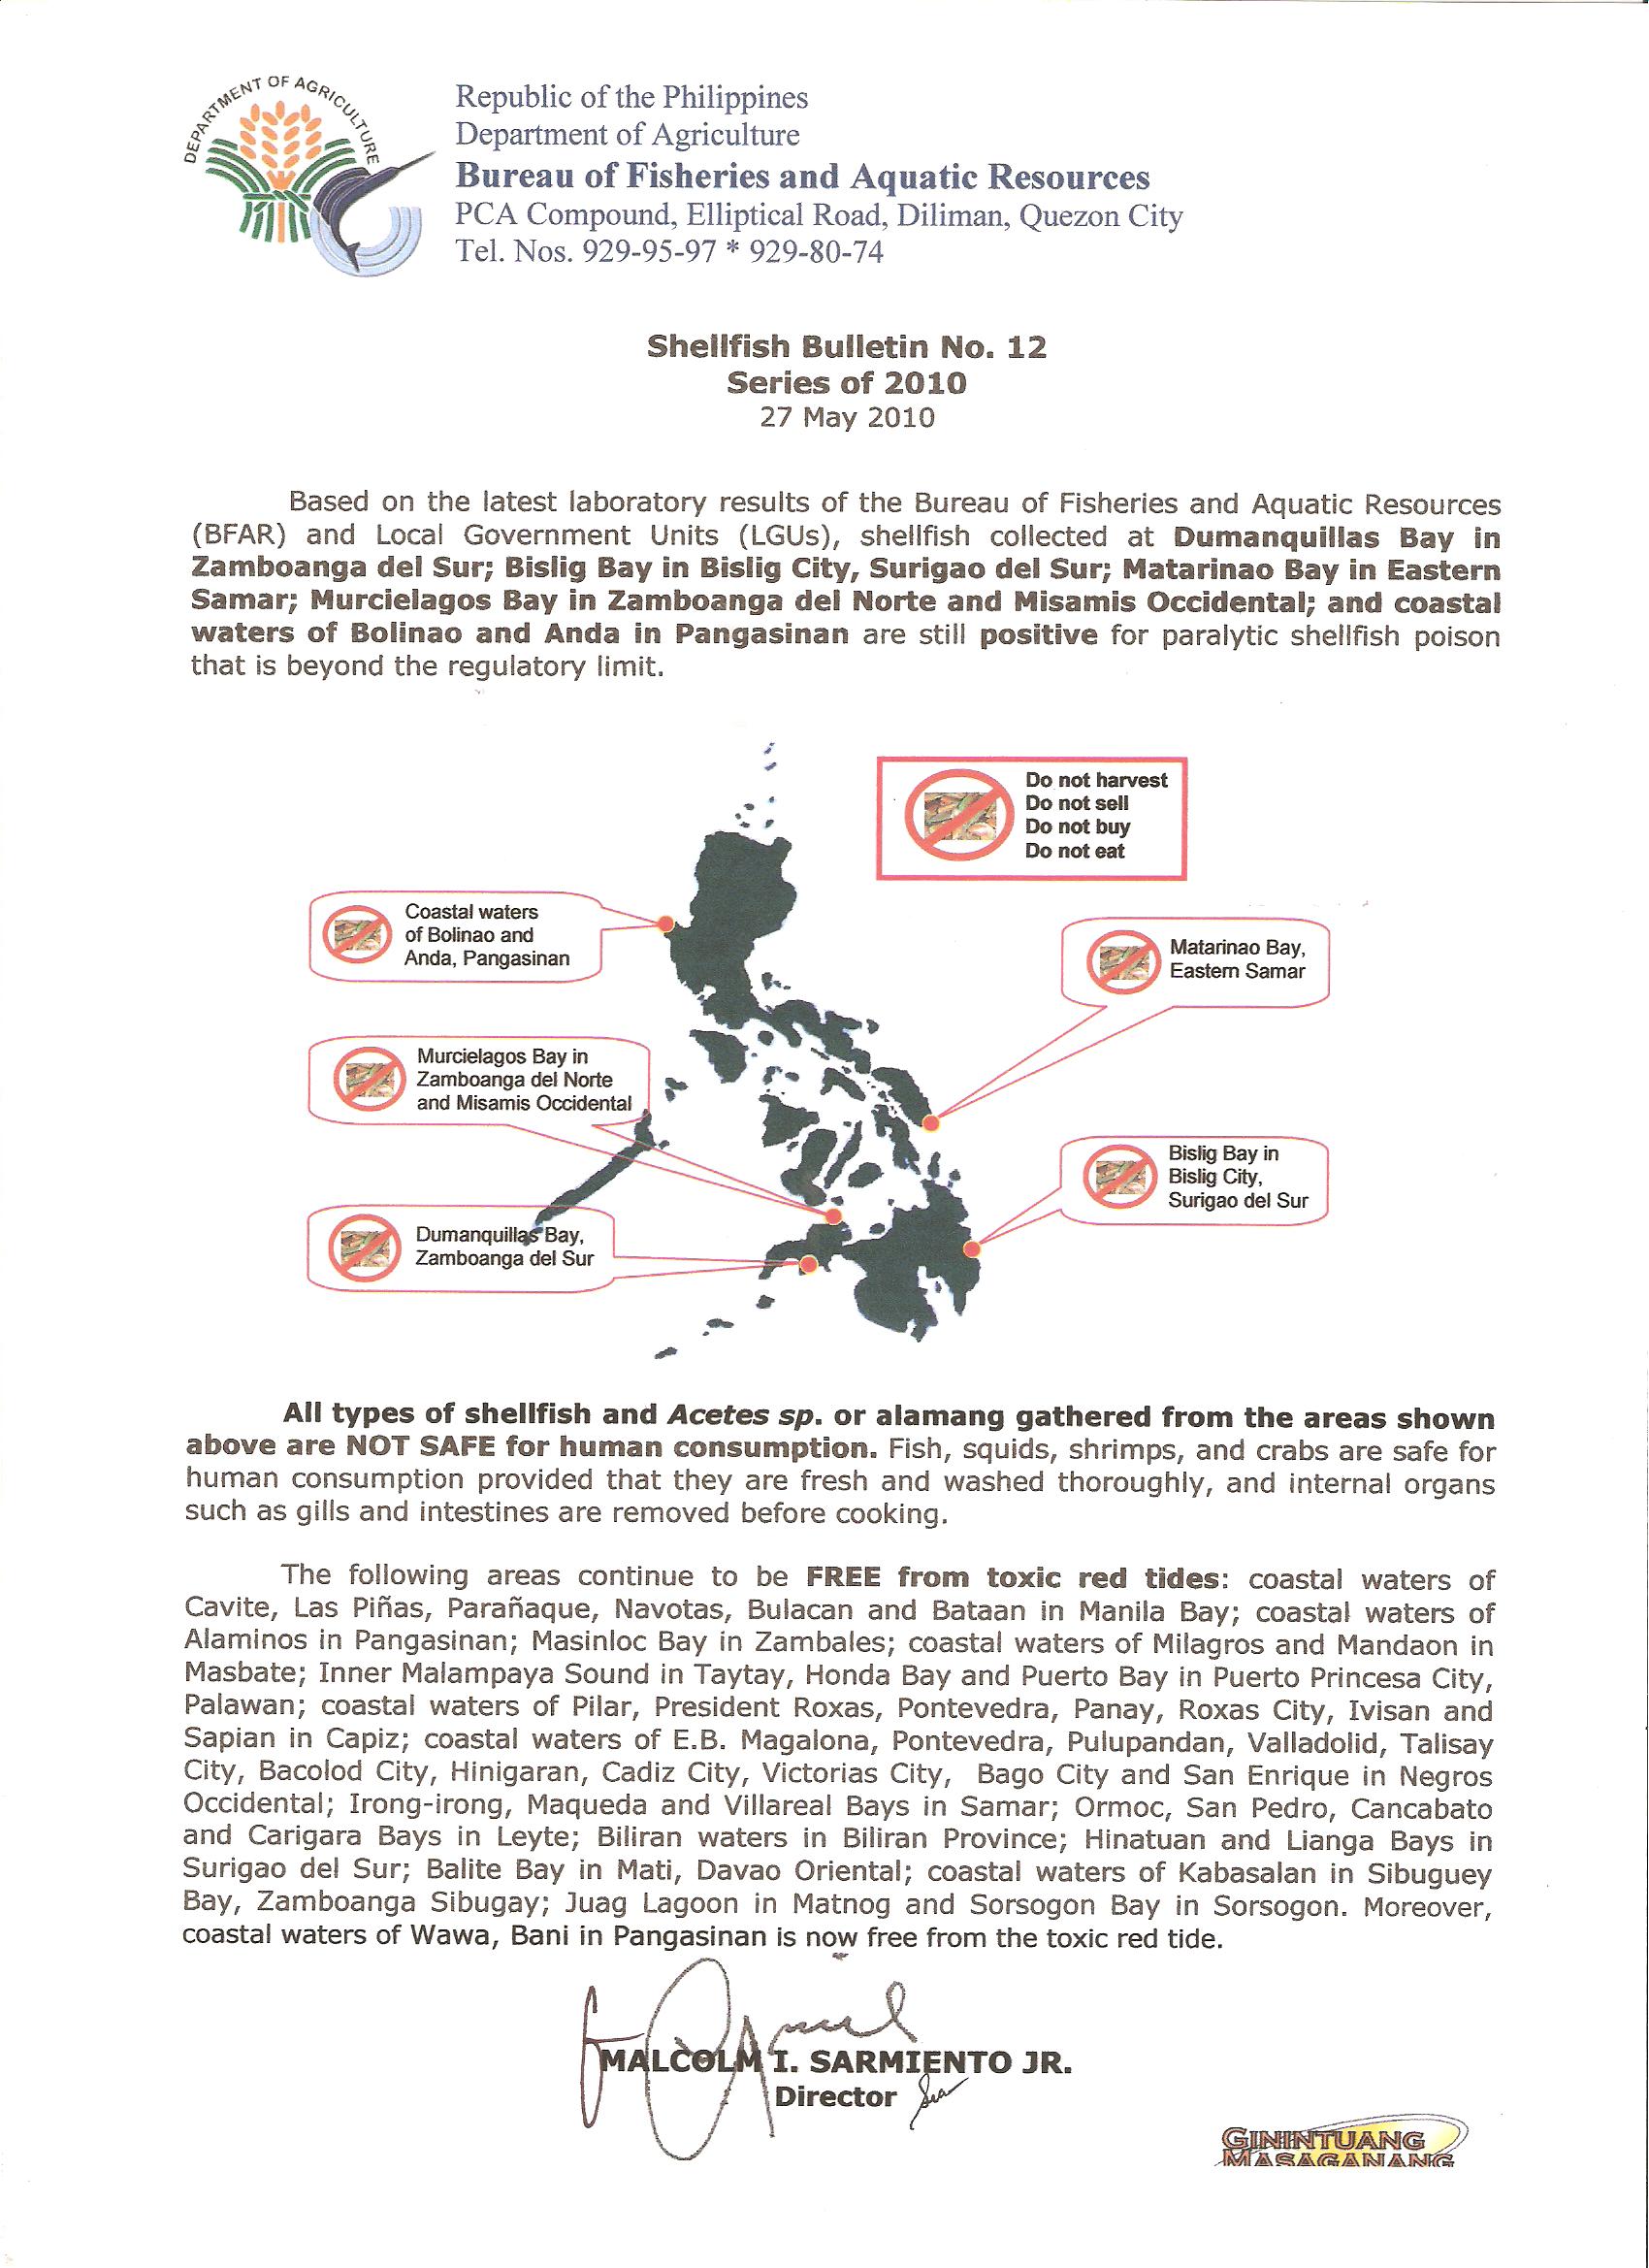 DEPARTMENT OF AGRICULTURE
Republic of the Philippines
Department of Agriculture
Bureau of Fisheries and Aquatic Resources
PCA Compound, Elliptical Road, Diliman, Quezon City
Tel. Nos. 929-95-97 * 929-80-74
Shellfish Bulletin No. 12
Series of 2010
27 May 2010
Based on the latest laboratory results of the Bureau of Fisheries and Aquatic Resources
(BFAR) and Local Government Units (LGUs), shellfish collected at Dumanquillas Bay in
Zamboanga del Sur; Bislig Bay in Bislig City, Surigao del Sur; Matarinao Bay in Eastern
Samar; Murcielagos Bay in Zamboanga del Norte and Misamis Occidental; and coastal
waters of Bolinao and Anda in Pangasinan are still positive for paralytic shellfish poison
that is beyond the regulatory limit.
Do not harvest
Do not sell
Do not buy
Do not eat
Coastal waters
of Bolinao and
Anda, Pangasinan
Matarinao Bay,
Eastern Samar
Murcielagos Bay in
Zamboanga del Norte
and Misamis Occidental
Bislig Bay in
Bislig City,
Surigao del Sur
Dumanquillas Bay,
Zamboanga del Sur
All types of shellfish and Acetes sp. or alamang gathered from the areas shown
above are NOT SAFE for human consumption. Fish, squids, shrimps, and crabs are safe for
human consumption provided that they are fresh and washed thoroughly, and internal organs
such as gills and intestines are removed before cooking.
The following areas continue to be FREE from toxic red tides: coastal waters of
Cavite, Las Piñas, Parañaque, Navotas, Bulacan and Bataan in Manila Bay; coastal waters of
Alaminos in Pangasinan; Masinloc Bay in Zambales; coastal waters of Milagros and Mandaon in
Masbate; Inner Malampaya Sound in Taytay, Honda Bay and Puerto Bay in Puerto Princesa City,
Palawan; coastal waters of Pilar, President Roxas, Pontevedra, Panay, Roxas City, Ivisan and
Sapian in Capiz; coastal waters of E.B. Magalona, Pontevedra, Pulupandan, Valladolid, Talisay
City, Bacolod City, Hinigaran, Cadiz City, Victorias City, Bago City and San Enrique in Negros
Occidental; Irong-irong, Maqueda and Villareal Bays in Samar; Ormoc, San Pedro, Cancabato
and Carigara Bays in Leyte; Biliran waters in Biliran Province; Hinatuan and Lianga Bays in
Surigao del Sur; Balite Bay in Mati, Davao Oriental; coastal waters of Kabasalan in Sibuguey
Bay, Zamboanga Sibugay; Juag Lagoon in Matnog and Sorsogon Bay in Sorsogon. Moreover,
coastal waters of Wawa, Bani in Pangasinan is now free from the toxic red tide.
MALCOLM I. SARMIENTO JR.
Director
GININTUANG
MASAGANANG